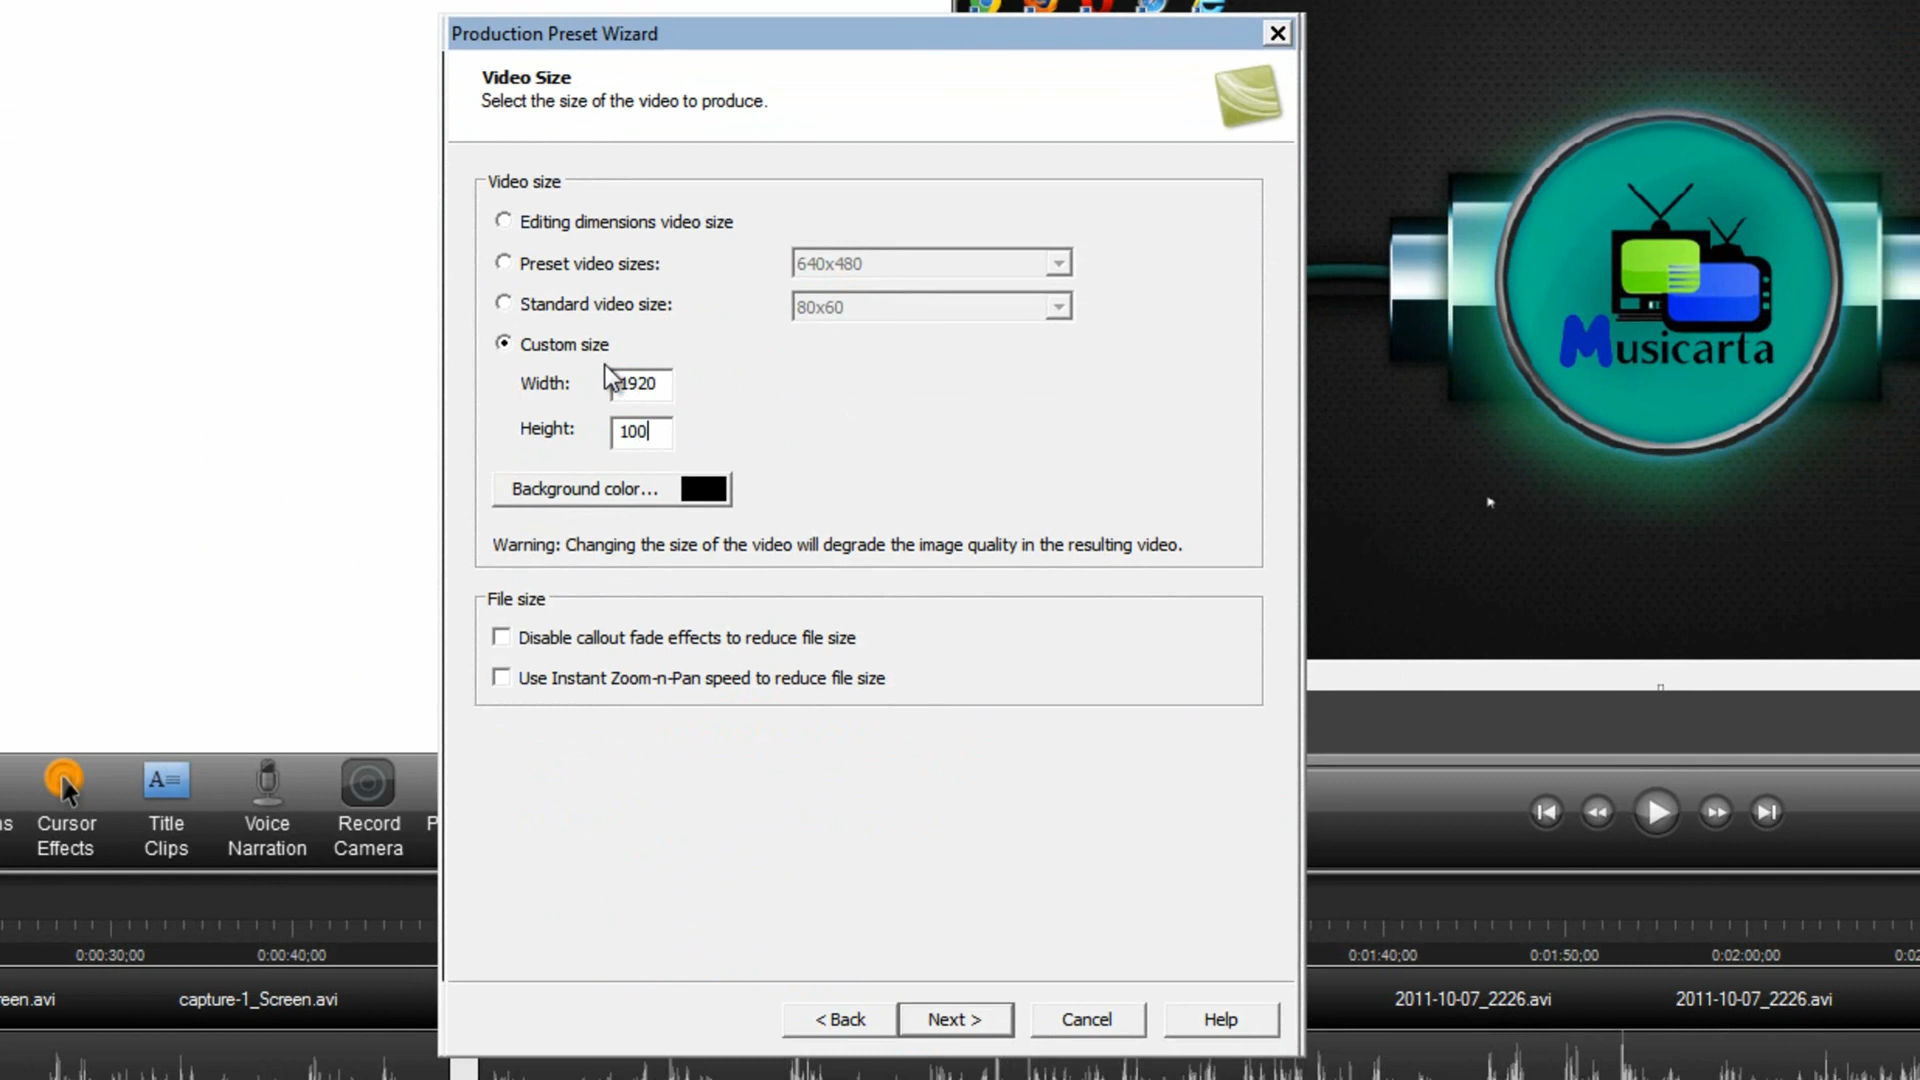 Production Preset Wizard
Video Size
Select the size of the video to produce.
Video size
Editing dimensions video size
Preset video sizes:
640x480
Standard video size:
80x60
Custom size
Width:
1920
Height:
100
Background color...
Warning: Changing the size of the video will degrade the image quality in the resulting video.
File size
Disable callout fade effects to reduce file size
Use Instant Zoom-n-Pan speed to reduce file size
< Back
Next >
Cancel
Help
Musicarta
A
Cursor
Effects
Title
Clips
Voice
Narration
Record
Camera
P
0:00:30;00
0:00:40;00
0:01:40;00
0:01:50;00
0:02:00;00
reen.avi
capture-1_Screen.avi
2011-10-07_2226.avi
2011-10-07_2226.avi